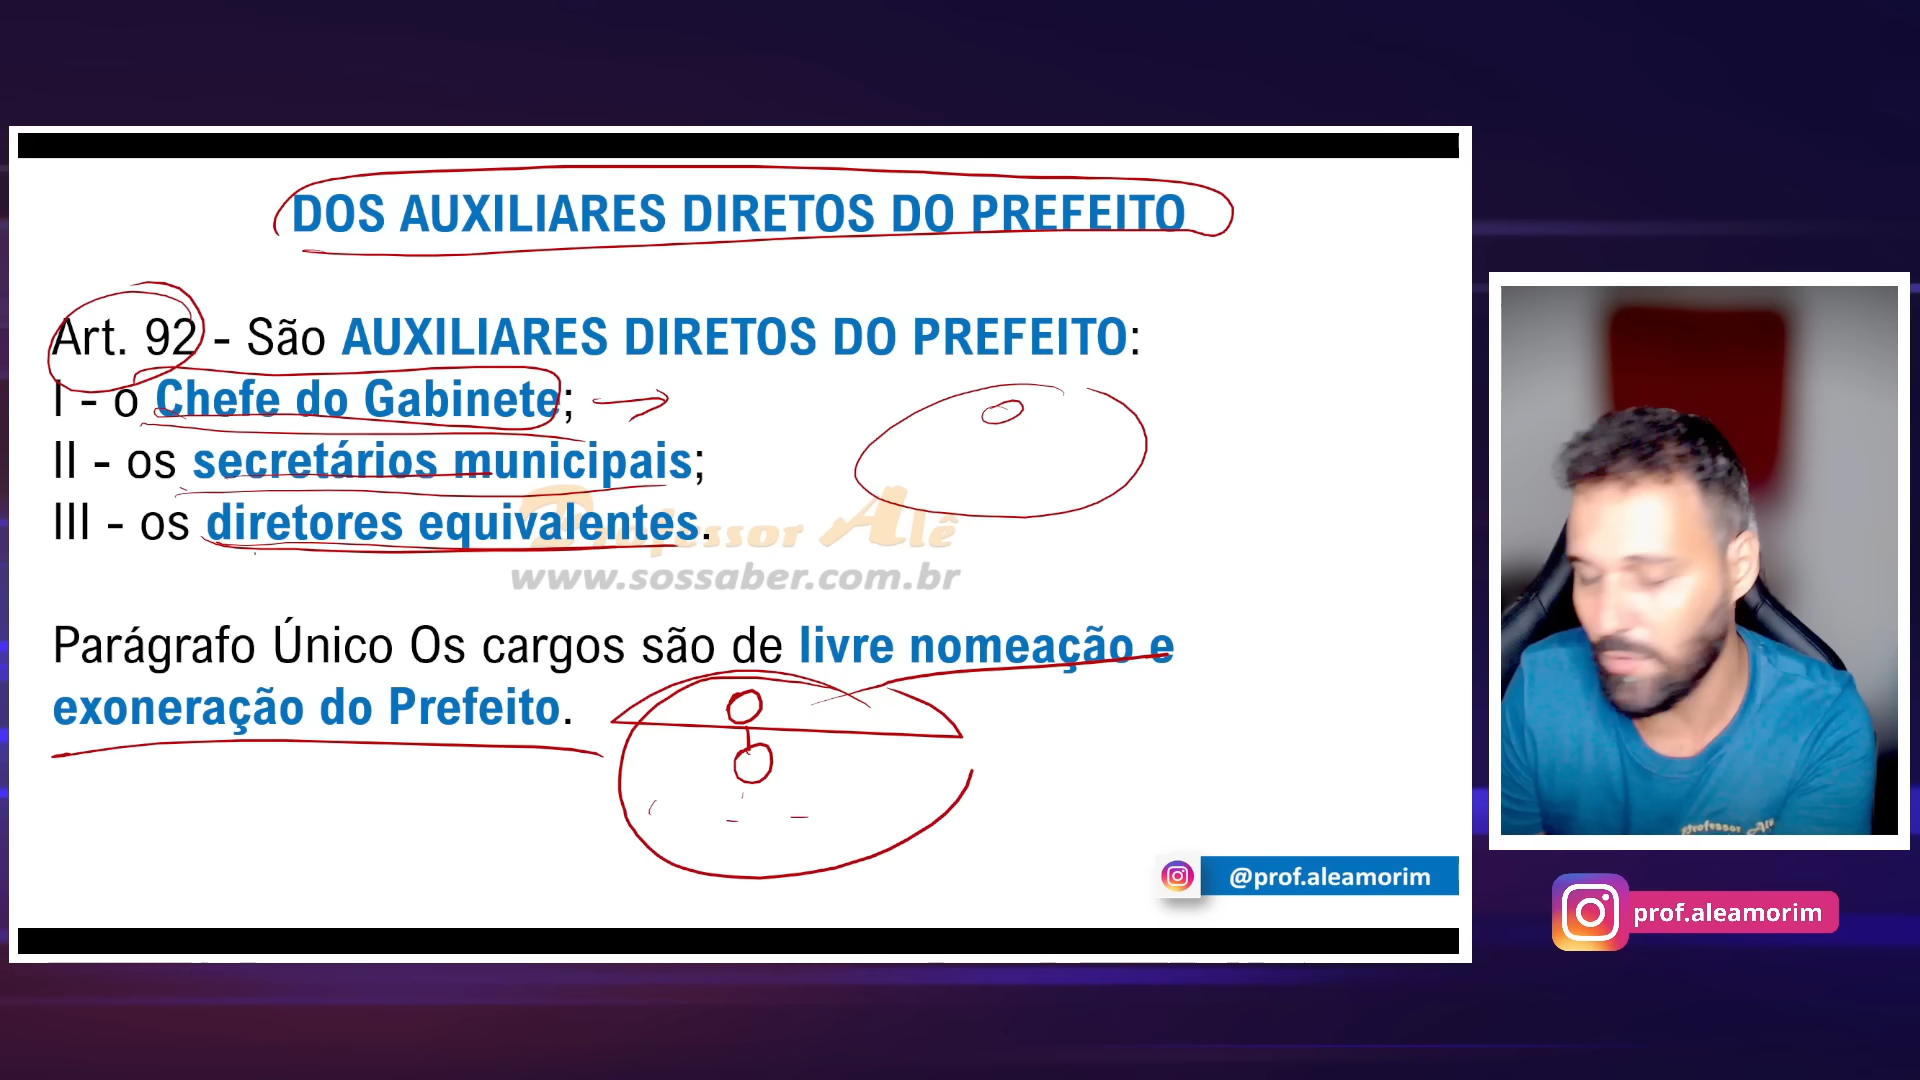 DOS AUXILIARES DIRETOS DO PREFEITO
Art. 92 - São AUXILIARES DIRETOS DO PREFEITO:
I - o Chefe do Gabinete;
II - os secretários municipais;
III - os diretores equivalentes.
Professor Alê
www.sossaber.com.br
Parágrafo Único Os cargos são de livre nomeação e
exoneração do Prefeito.
@prof.aleamorim
Professor Alê
prof.aleamorim